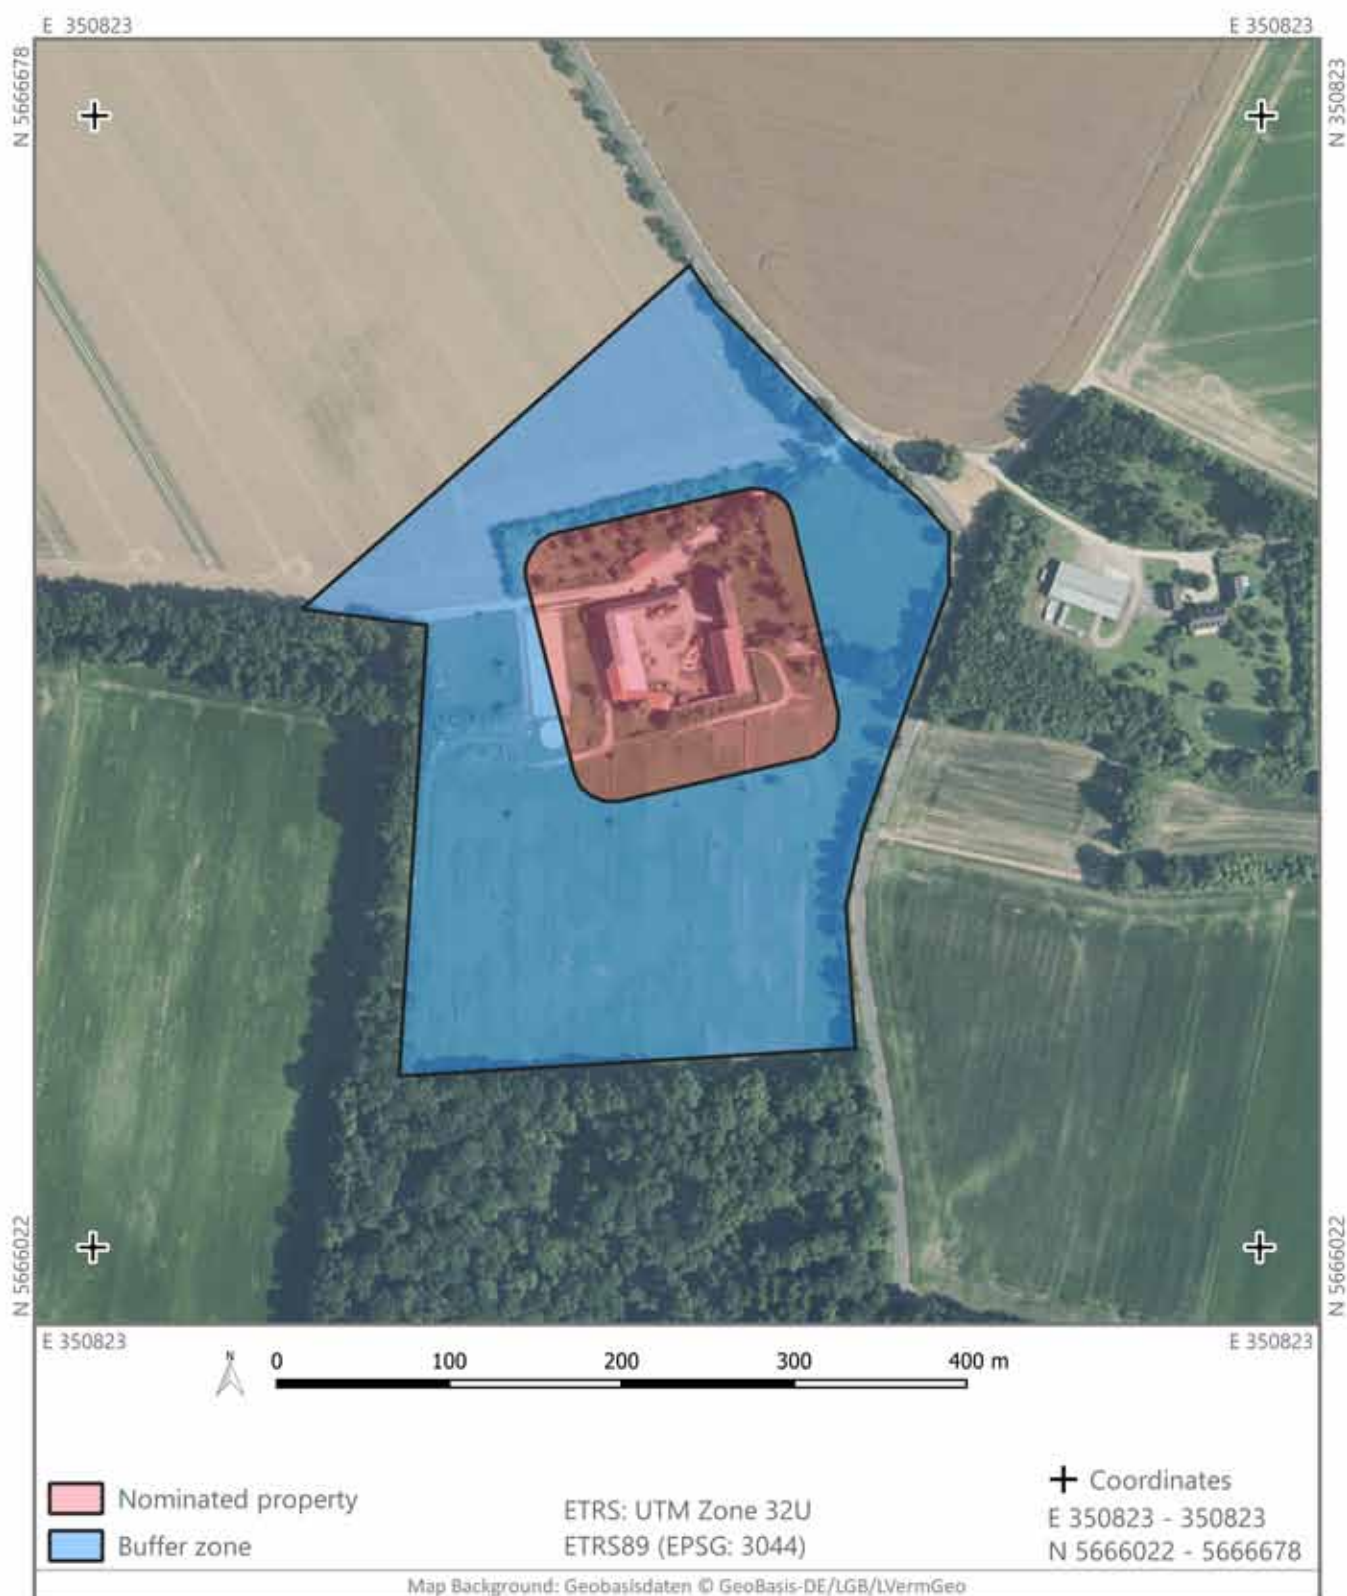 E 350823
E 350823
N 5666678
N 350823
N 5666022
N 5666022
E 350823
E 350823
N
0 100 200 300 400 m
Nominated property
Buffer zone
ETRS: UTM Zone 32U
ETRS89 (EPSG: 3044)
Coordinates
E 350823 - 350823
N 5666022 - 5666678
Map Background: Geobasisdaten © GeoBasis-DE/LGB/LVermGeo